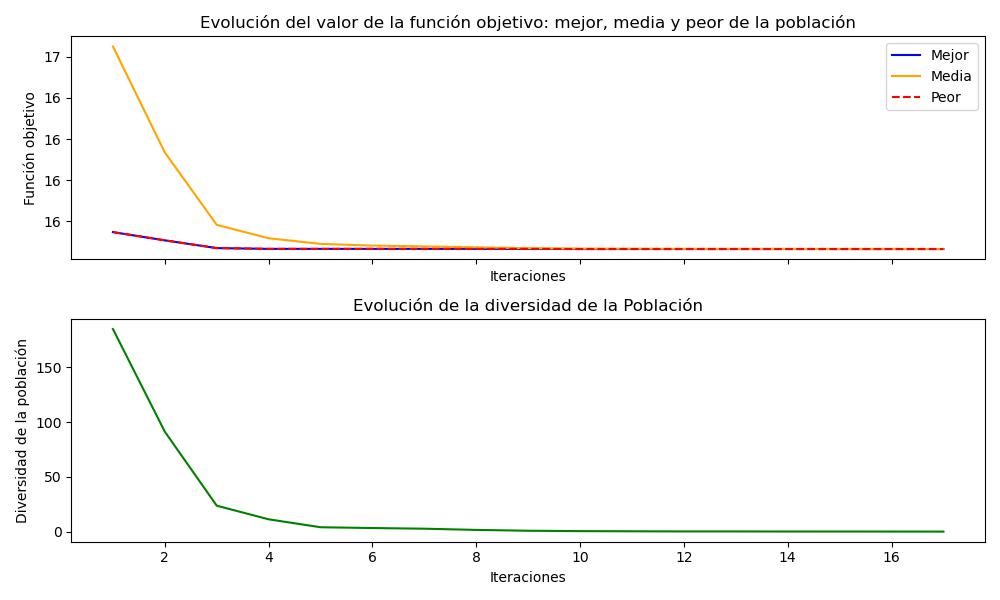 Evolución del valor de la función objetivo: mejor, media y peor de la población
Función objetivo
17
16
16
16
16
Mejor
Media
Peor
Iteraciones
Evolución de la diversidad de la Población
Diversidad de la población
150
100
50
0
2 4 6 8 10 12 14 16
Iteraciones